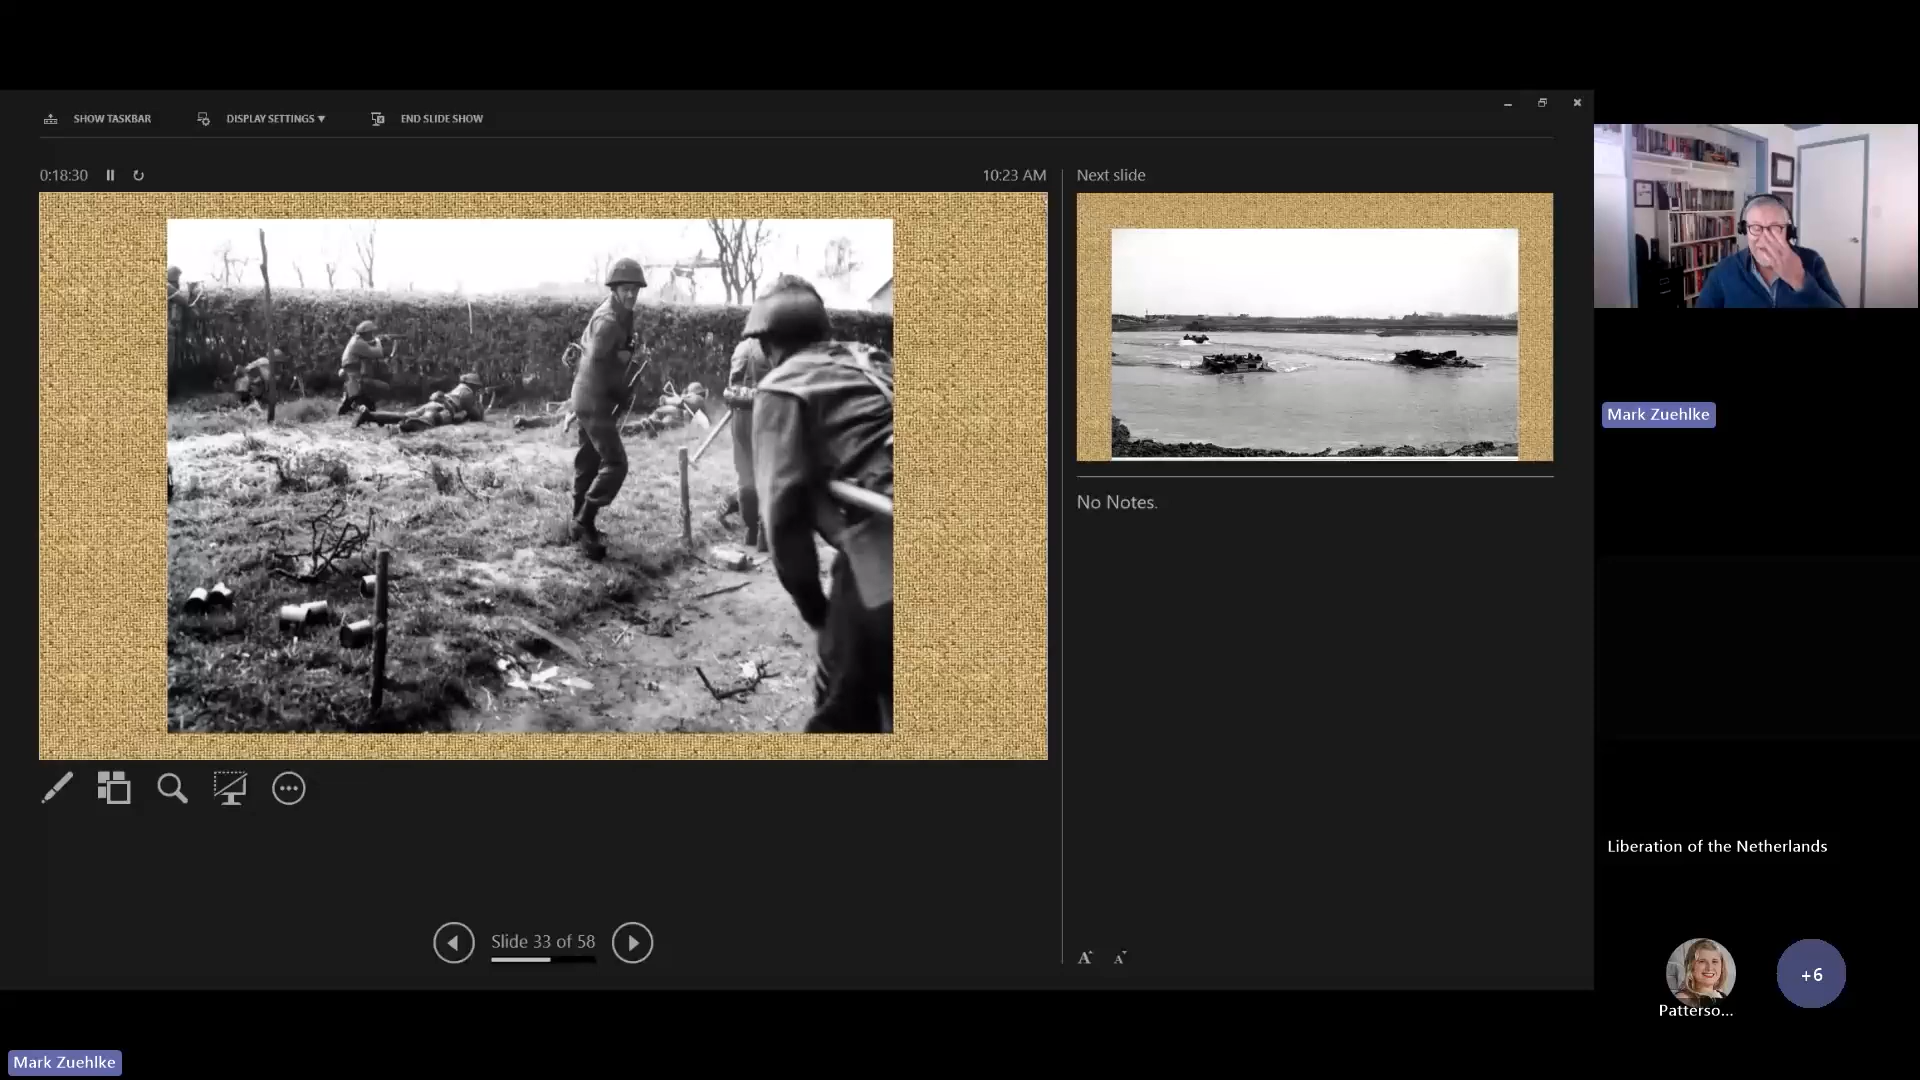 SHOW TASKBAR
DISPLAY SETTINGS ▾
END SLIDE SHOW
0:18:30
10:23 AM
Next slide
No Notes.
Mark Zuehlke
Liberation of the Netherlands
Slide 33 of 58
A A
+6
Patterso...
Mark Zuehlke